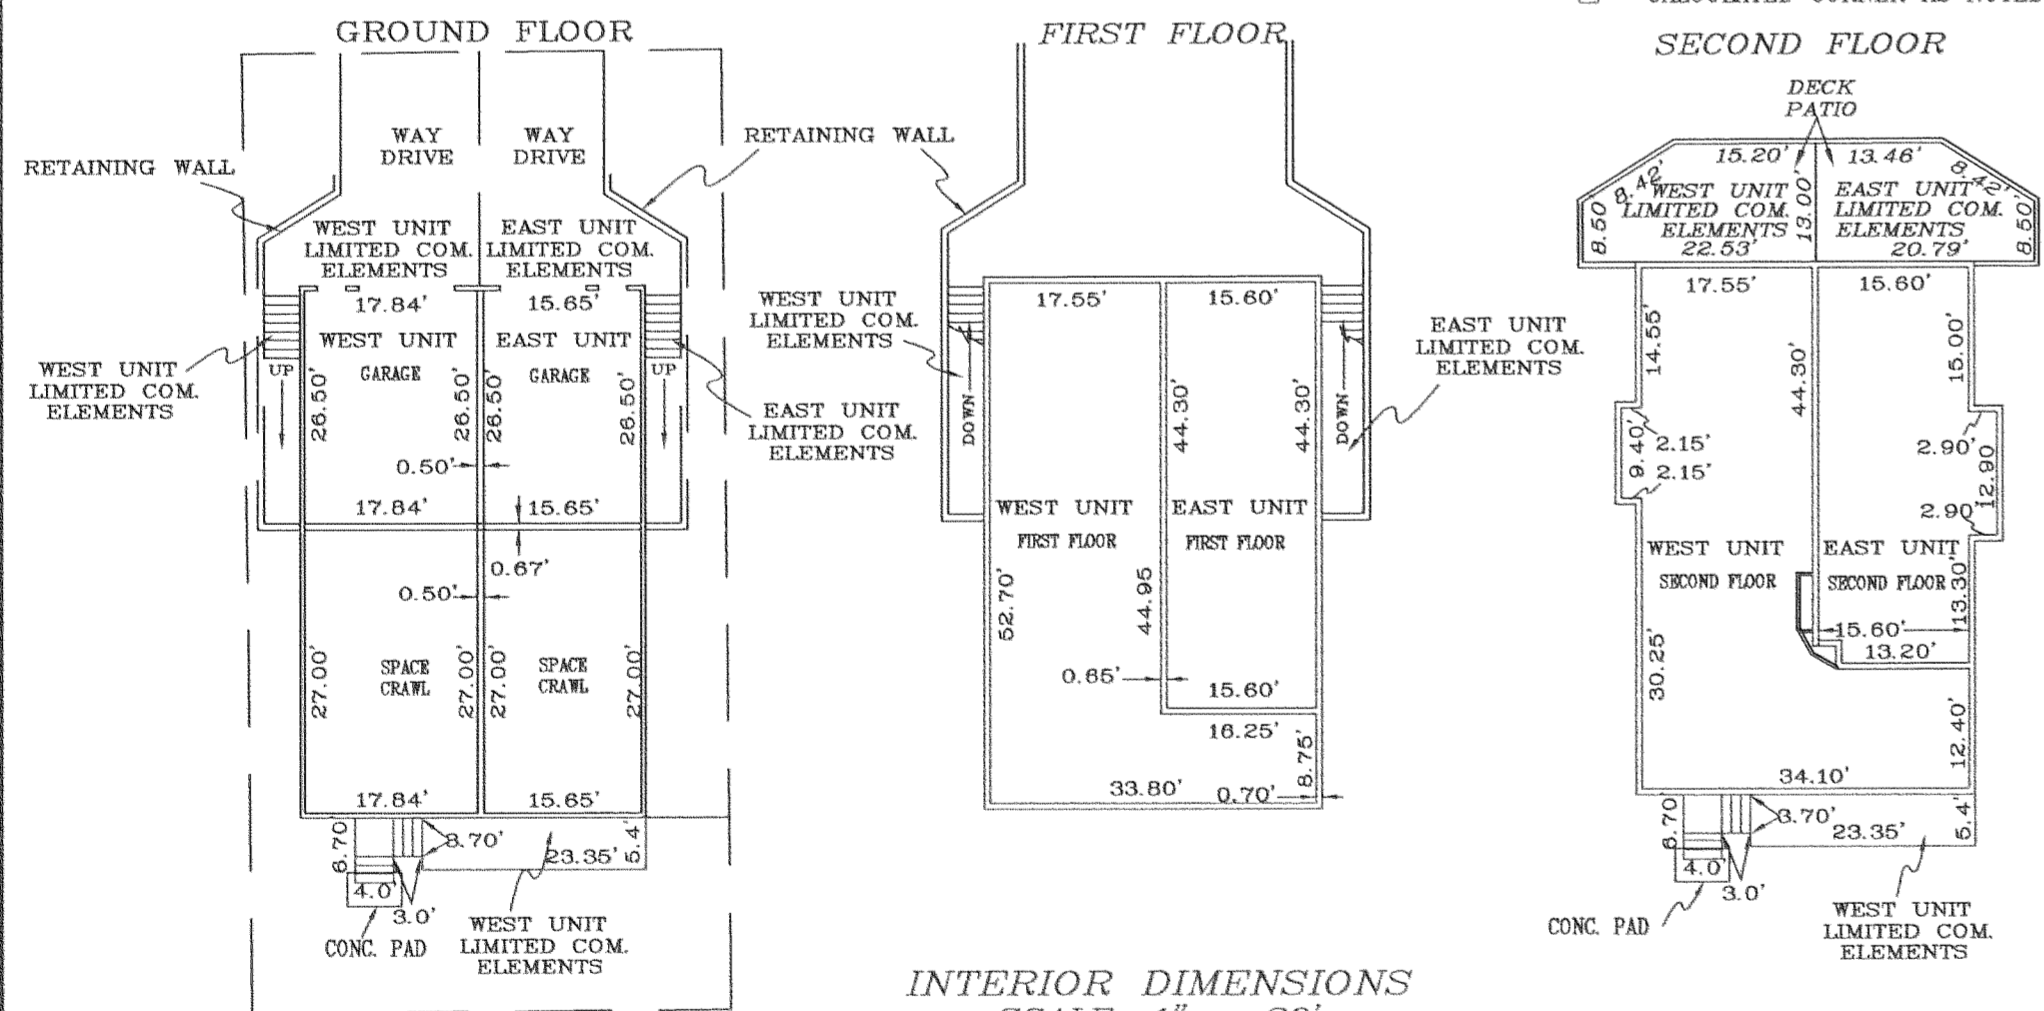 GROUND FLOOR
WAY
DRIVE
WAY
DRIVE
RETAINING WALL
RETAINING WALL
WEST UNIT
LIMITED COM.
ELEMENTS
EAST UNIT
LIMITED COM.
ELEMENTS
17.84'
15.65'
WEST UNIT
GARAGE
EAST UNIT
GARAGE
UP
UP
WEST UNIT
LIMITED COM.
ELEMENTS
EAST UNIT
LIMITED COM.
ELEMENTS
26.50'
26.50'
26.50'
26.50'
0.50'
17.84'
15.65'
0.67'
0.50'
27.00'
27.00'
27.00'
27.00'
SPACE
CRAWL
SPACE
CRAWL
17.84'
15.65'
6.70
3.70'
23.35'
5.4'
4.0'
3.0'
CONC. PAD
WEST UNIT
LIMITED COM.
ELEMENTS
FIRST FLOOR
17.55'
15.60'
WEST UNIT
LIMITED COM.
ELEMENTS
EAST UNIT
LIMITED COM.
ELEMENTS
DOWN
DOWN
44.30'
44.30'
WEST UNIT
FIRST FLOOR
EAST UNIT
FIRST FLOOR
52.70'
44.95
0.65'
15.60'
16.25'
8.75'
33.80'
0.70'
CALCULATED CORNER AS NOTED
SECOND FLOOR
DECK
PATIO
15.20'
13.46'
8.42'
8.42'
WEST UNIT
LIMITED COM.
ELEMENTS
EAST UNIT
LIMITED COM.
ELEMENTS
13.00'
8.50
8.50'
22.53'
20.79'
17.55'
15.60'
14.55'
44.30'
15.00'
9.40'
2.15'
2.15'
2.90'
12.90
2.90'
WEST UNIT
SECOND FLOOR
EAST UNIT
SECOND FLOOR
13.30'
15.60'
13.20'
30.25'
12.40'
34.10'
6.70
3.70'
23.35'
5.4'
4.0'
3.0'
CONC. PAD
WEST UNIT
LIMITED COM.
ELEMENTS
INTERIOR DIMENSIONS